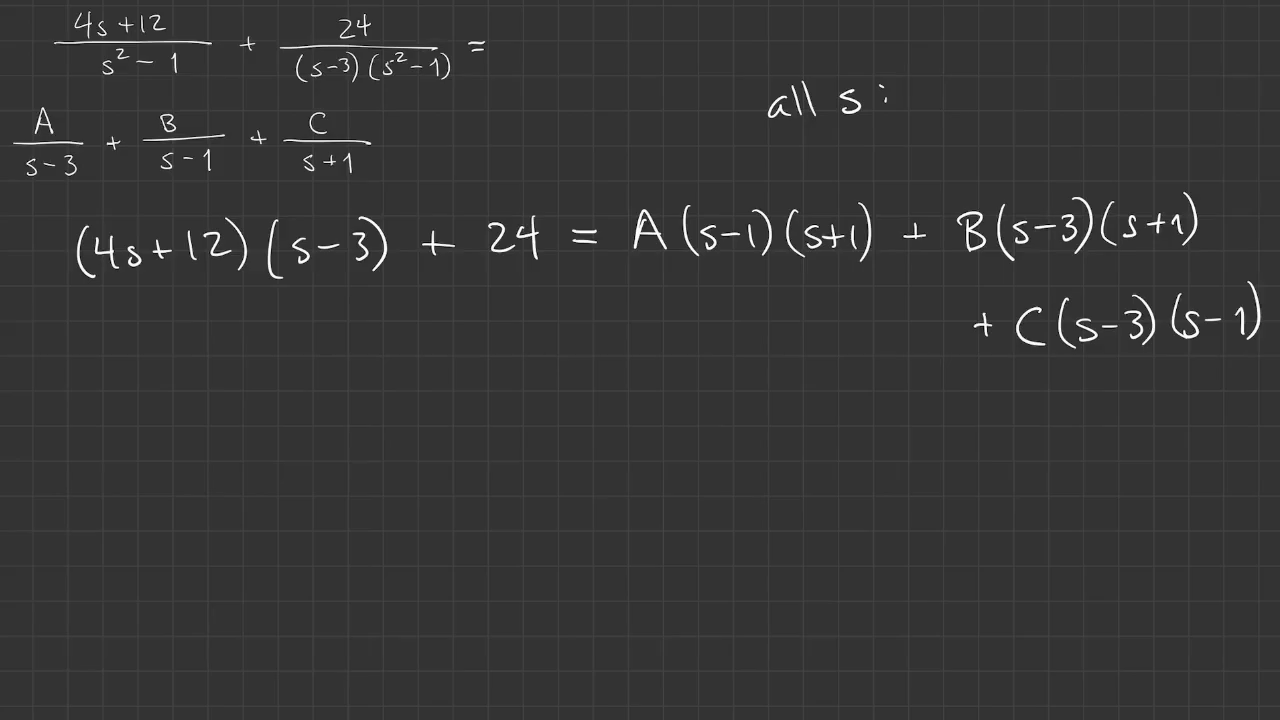 (4s+12)/(s² − 1) + 24/((s−3)(s²−1)) =
all s :
A/(s−3) + B/(s−1) + C/(s+1)
(4s+12)(s−3) + 24 = A(s−1)(s+1) + B(s−3)(s+1)
+ C(s−3)(s−1)